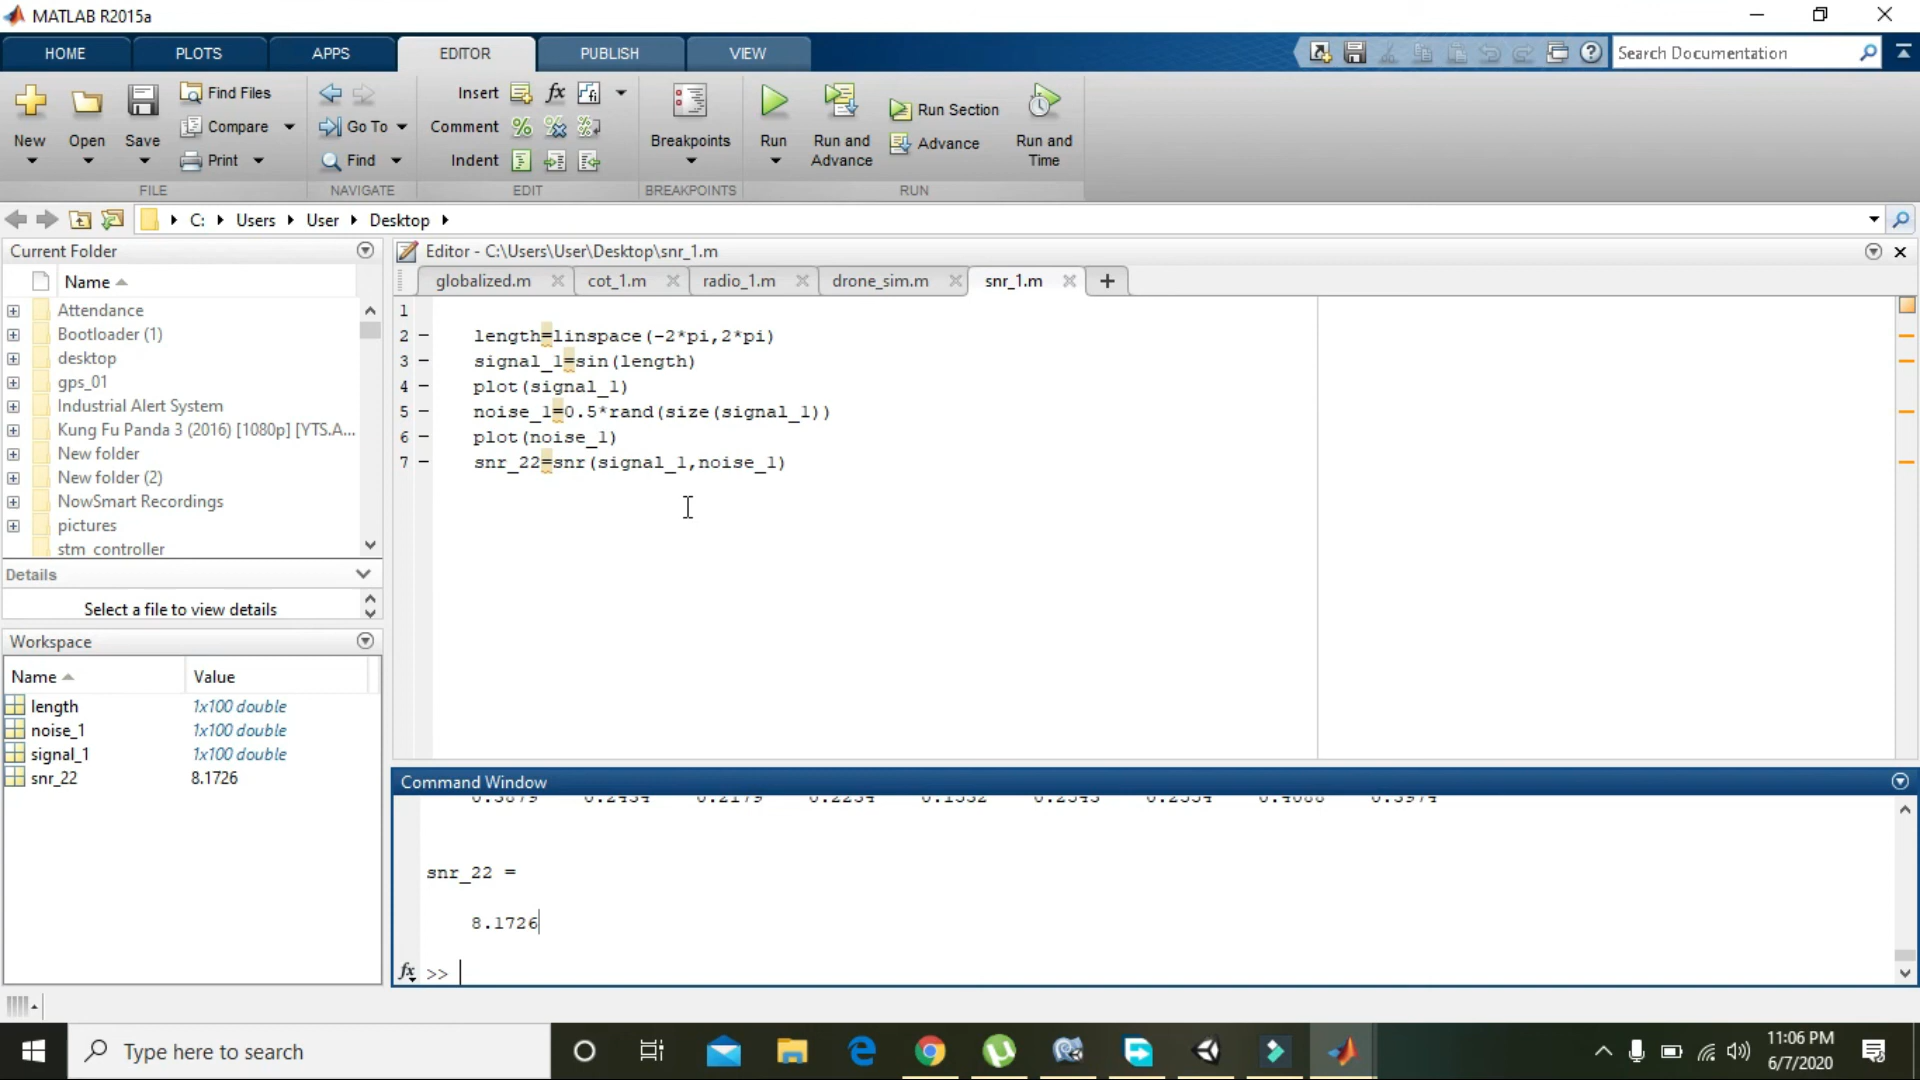 MATLAB R2015a
HOME PLOTS APPS EDITOR PUBLISH VIEW
Search Documentation
New Open Save Find Files Compare Print
Go To Find
Insert fx Comment % Indent
Breakpoints
Run Run and Advance Run Section Advance Run and Time
FILE NAVIGATE EDIT BREAKPOINTS RUN
C: Users User Desktop
Current Folder
Name
Attendance
Bootloader (1)
desktop
gps_01
Industrial Alert System
Kung Fu Panda 3 (2016) [1080p] [YTS.A...
New folder
New folder (2)
NowSmart Recordings
pictures
stm_controller
Details
Select a file to view details
Workspace
Name Value
length 1x100 double
noise_1 1x100 double
signal_1 1x100 double
snr_22 8.1726
Editor - C:\Users\User\Desktop\snr_1.m
globalized.m cot_1.m radio_1.m drone_sim.m snr_1.m +
1
2 – length=linspace(-2*pi,2*pi)
3 – signal_1=sin(length)
4 – plot(signal_1)
5 – noise_1=0.5*rand(size(signal_1))
6 – plot(noise_1)
7 – snr_22=snr(signal_1,noise_1)
Command Window
snr_22 =
8.1726
fx >>
Type here to search
11:06 PM
6/7/2020